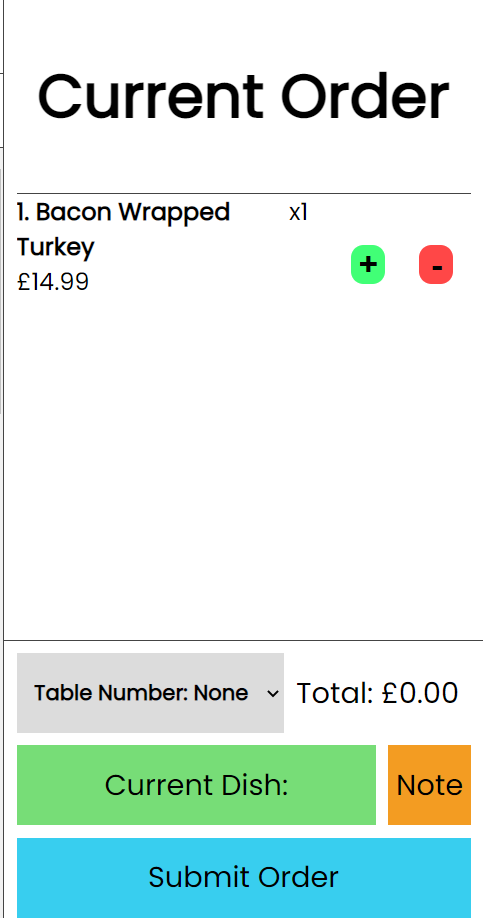 Current Order
1. Bacon Wrapped x1
Turkey
£14.99
+ -
Table Number: None Total: £0.00
Current Dish: Note
Submit Order